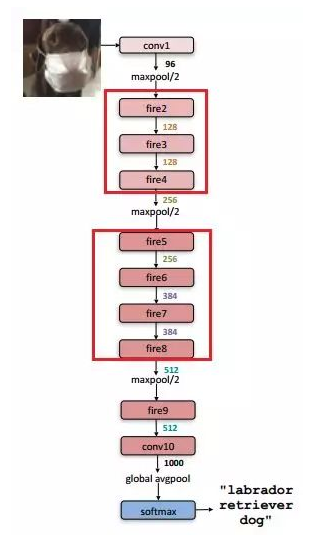 conv1
96
maxpool/2
fire2
128
fire3
128
fire4
256
maxpool/2
fire5
256
fire6
384
fire7
384
fire8
512
maxpool/2
fire9
512
conv10
1000
global avgpool
softmax
"labrador
retriever
dog"